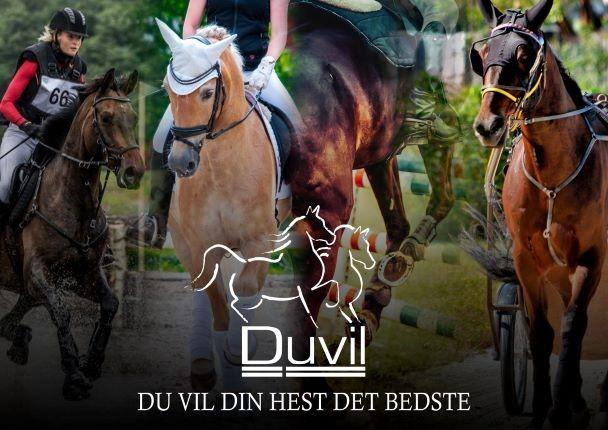 66
Duvil
DU VIL DIN HEST DET BEDSTE